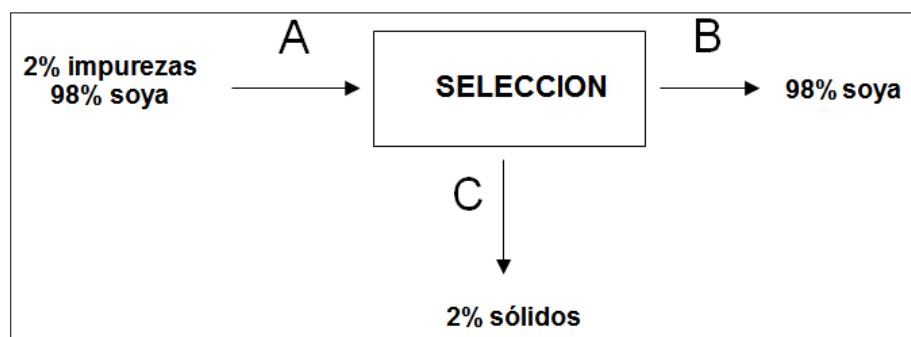 A
2% impurezas
98% soya
SELECCION
B
98% soya
C
2% sólidos